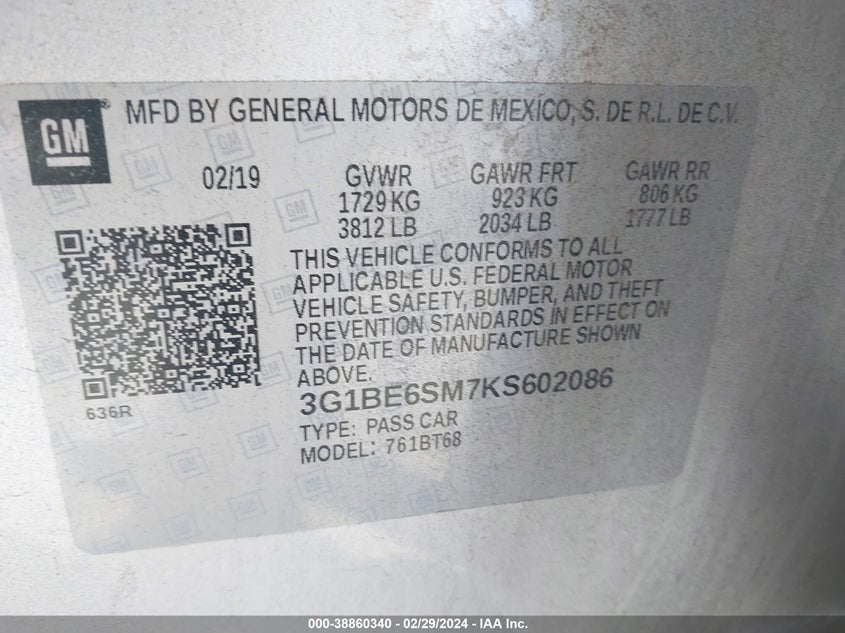 GM® MFD BY GENERAL MOTORS DE MEXICO, S. DE R.L. DE C.V.
02/19 GVWR GAWR FRT GAWR RR
1729 KG 923 KG 806 KG
3812 LB 2034 LB 1777 LB
THIS VEHICLE CONFORMS TO ALL
APPLICABLE U.S. FEDERAL MOTOR
VEHICLE SAFETY, BUMPER, AND THEFT
PREVENTION STANDARDS IN EFFECT ON
THE DATE OF MANUFACTURE SHOWN
ABOVE.
636R
3G1BE6SM7KS602086
TYPE: PASS CAR
MODEL: 761BT68
000-38860340 - 02/29/2024 - IAA Inc.